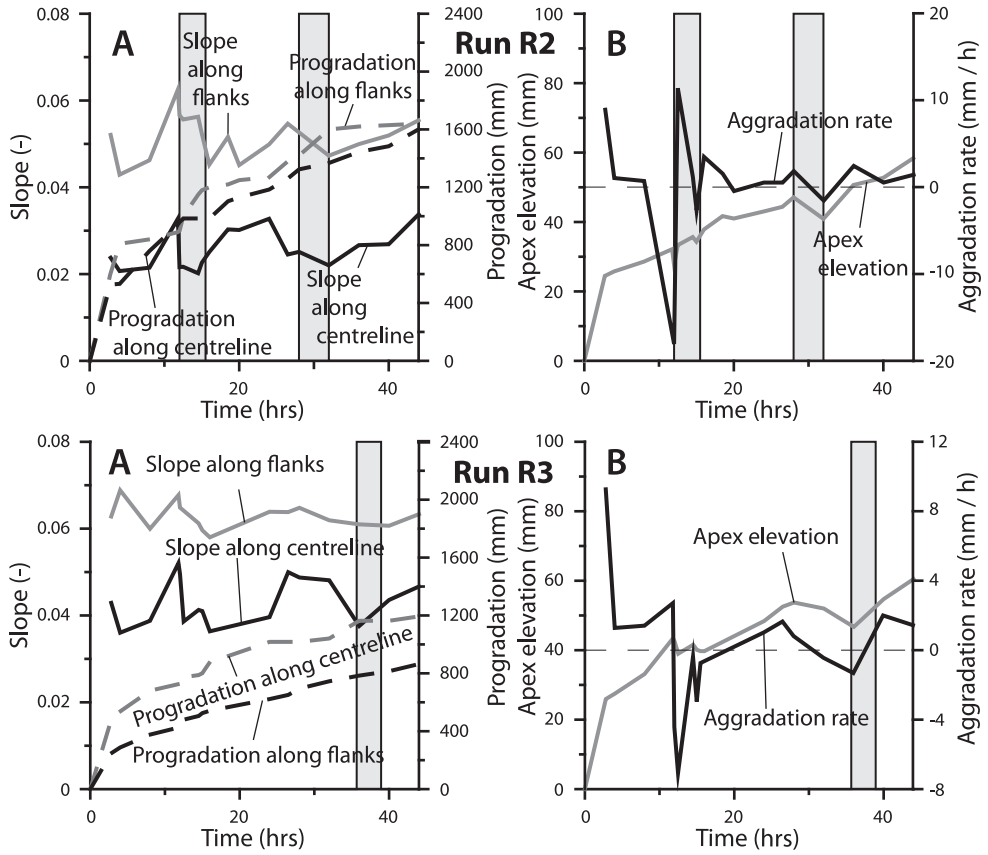 A
Run R2
B
0.08
0.06
0.04
0.02
0
Slope (-)
2400
2000
1600
1200
800
400
0
Progradation (mm)
Slope
along
flanks
Progradation
along flanks
Progradation
along centreline
Slope
along
centreline
0
20
40
Time (hrs)
100
80
60
40
20
0
Apex elevation (mm)
20
10
0
-10
-20
Aggradation rate (mm / h)
Aggradation rate
Apex
elevation
0
20
40
Time (hrs)
A
Run R3
B
0.08
0.06
0.04
0.02
0
Slope (-)
2400
2000
1600
1200
800
400
0
Progradation (mm)
Slope along flanks
Slope along centreline
Progradation along centreline
Progradation along flanks
0
20
40
Time (hrs)
100
80
60
40
20
0
Apex elevation (mm)
12
8
4
0
-4
-8
Aggradation rate (mm / h)
Apex elevation
Aggradation rate
0
20
40
Time (hrs)